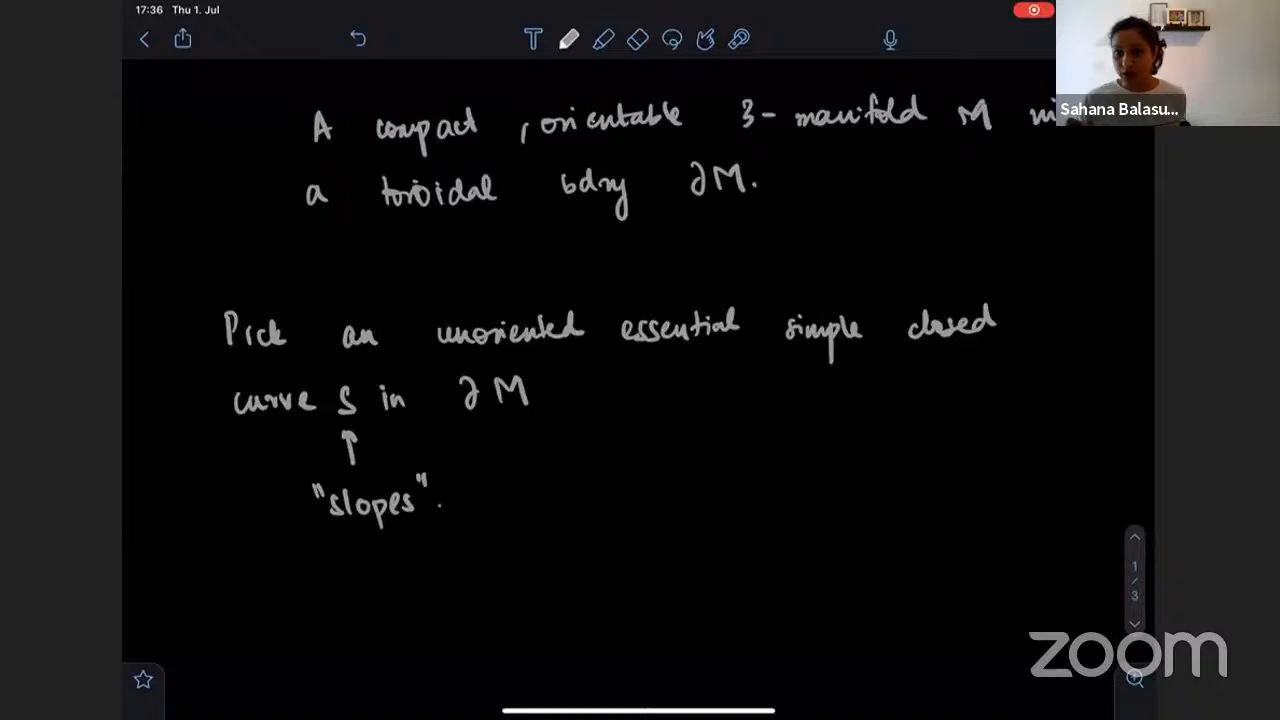 17:36 Thu 1. Jul
Sahana Balasu...
A compact, orientable 3-manifold M
a toroidal bdry ∂M.
Pick an unoriented essential simple closed
curve S in ∂M
↑
"slopes".
1
/
3
zoom